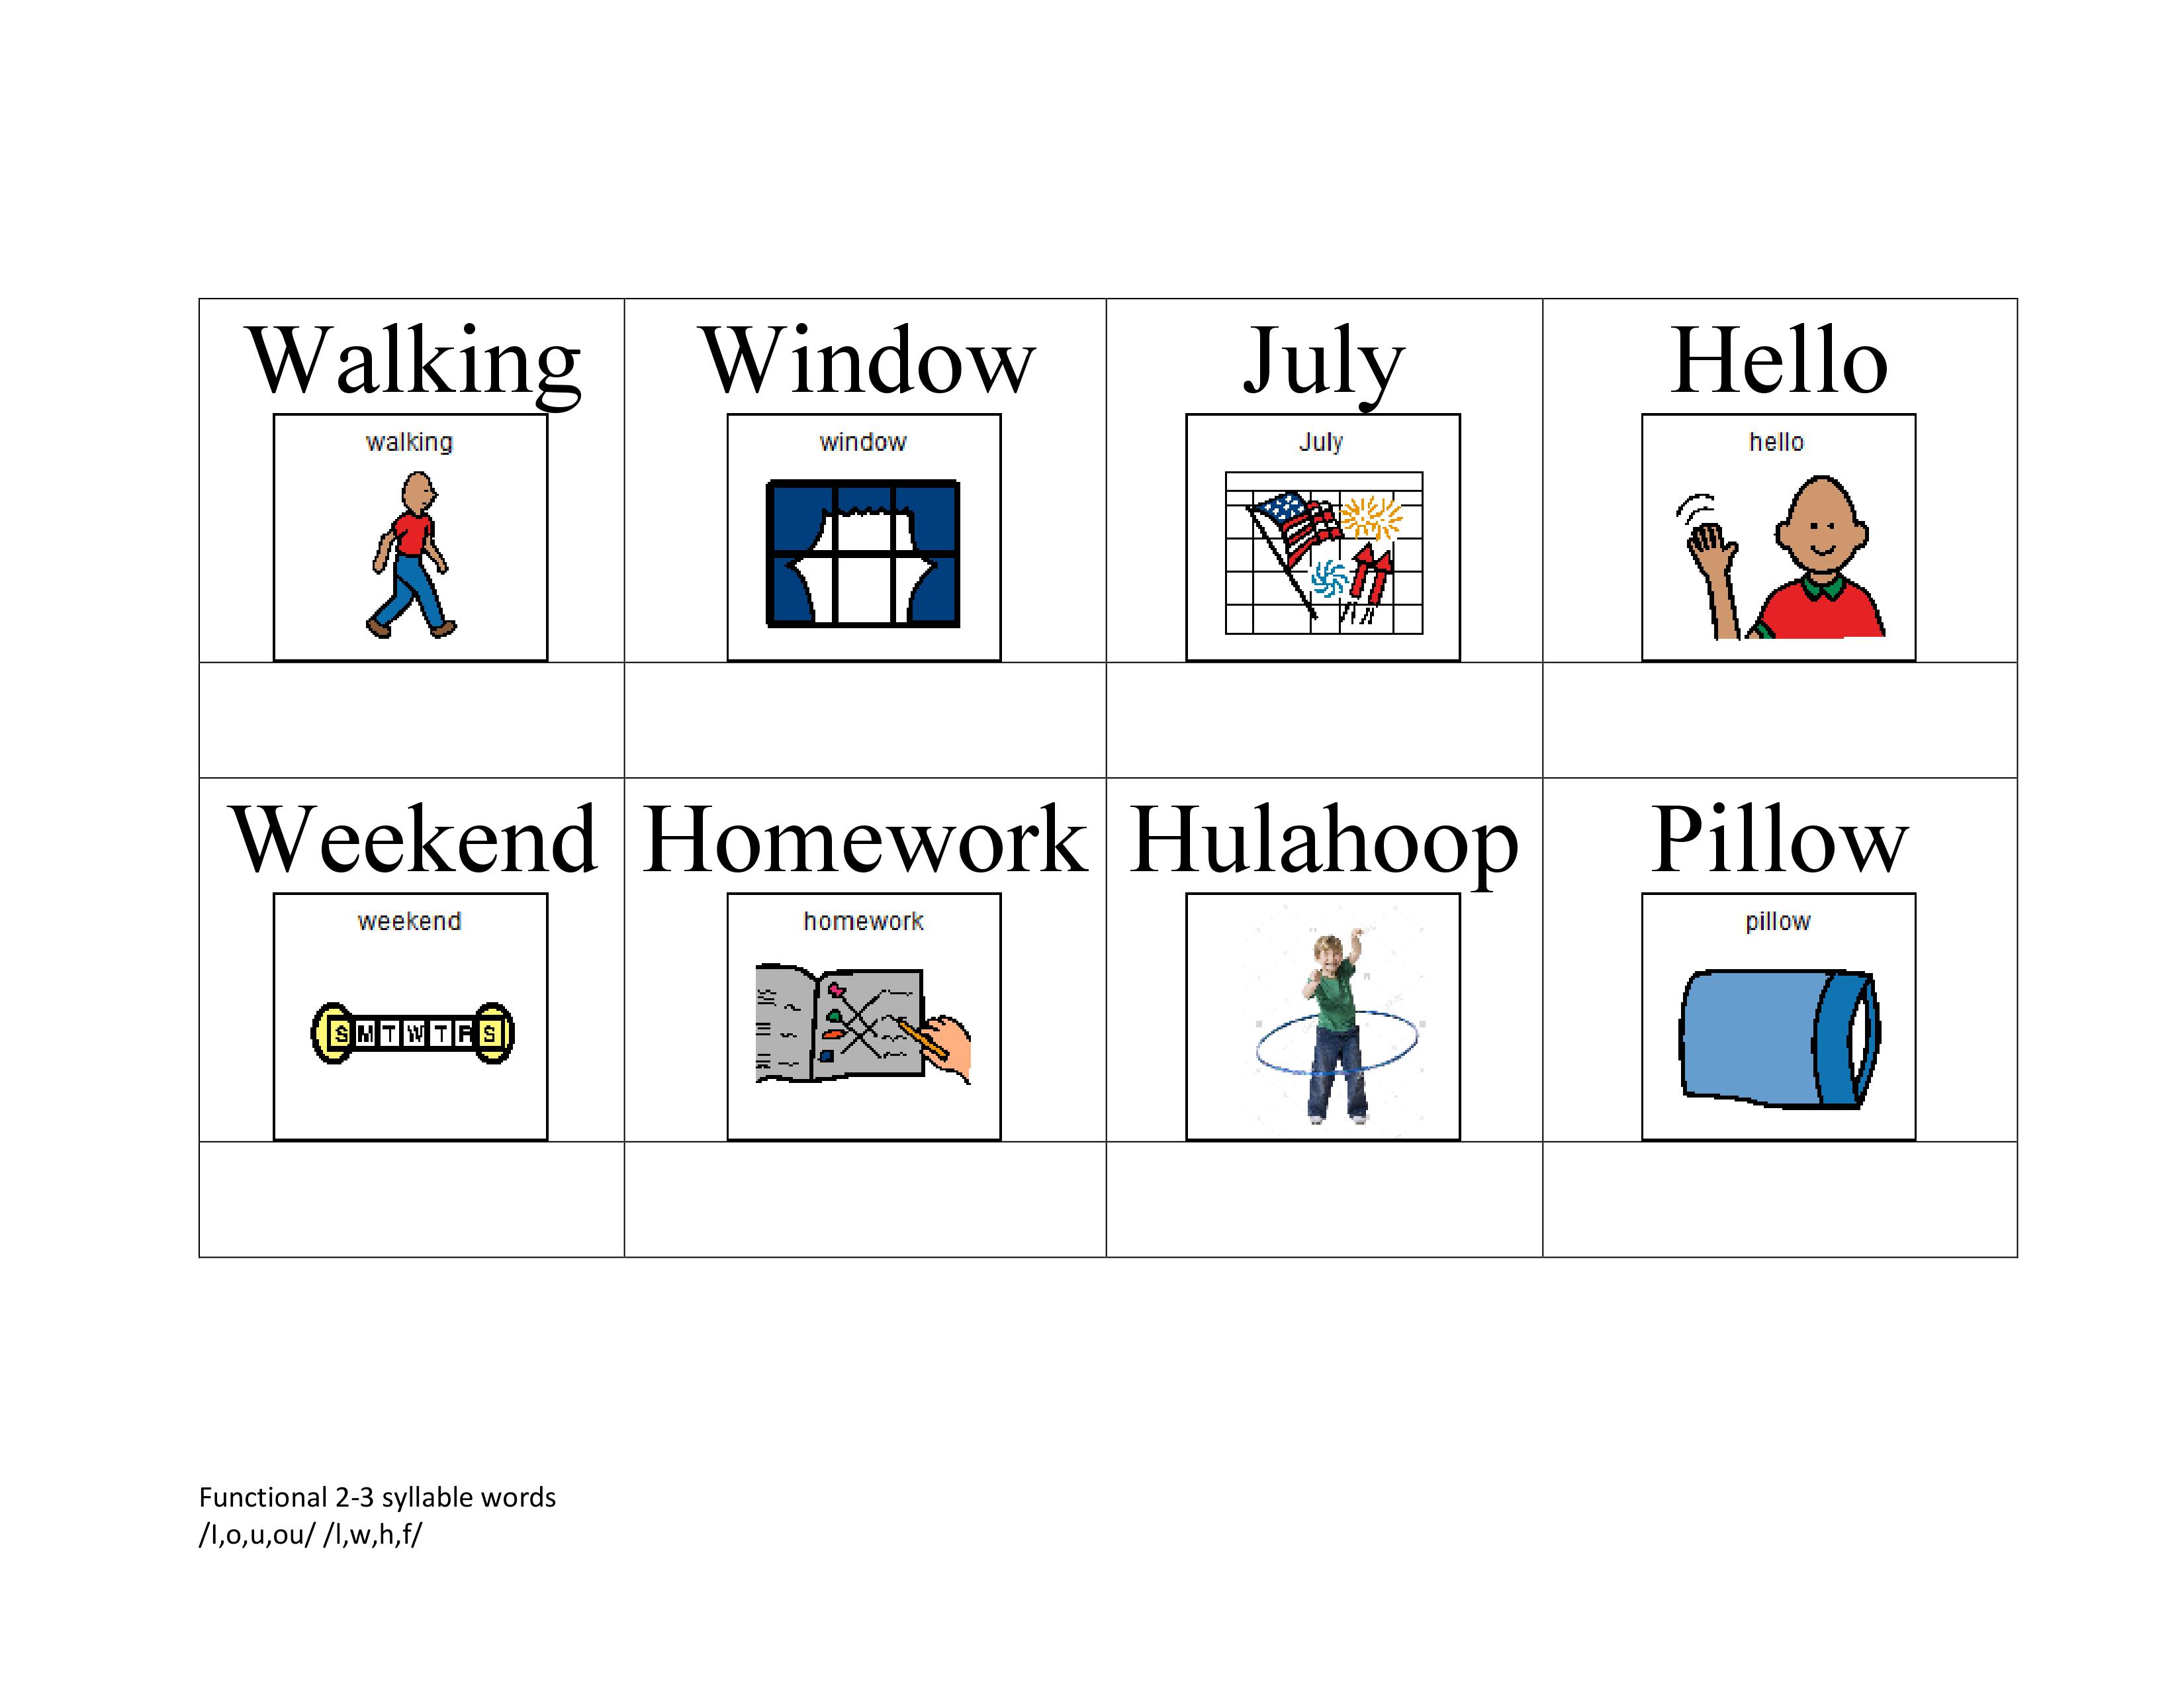 Walking Window July Hello
walking window July hello
Weekend Homework Hulahoop Pillow
weekend homework pillow
S M T W T F S
Functional 2-3 syllable words
/I,o,u,ou/ /l,w,h,f/